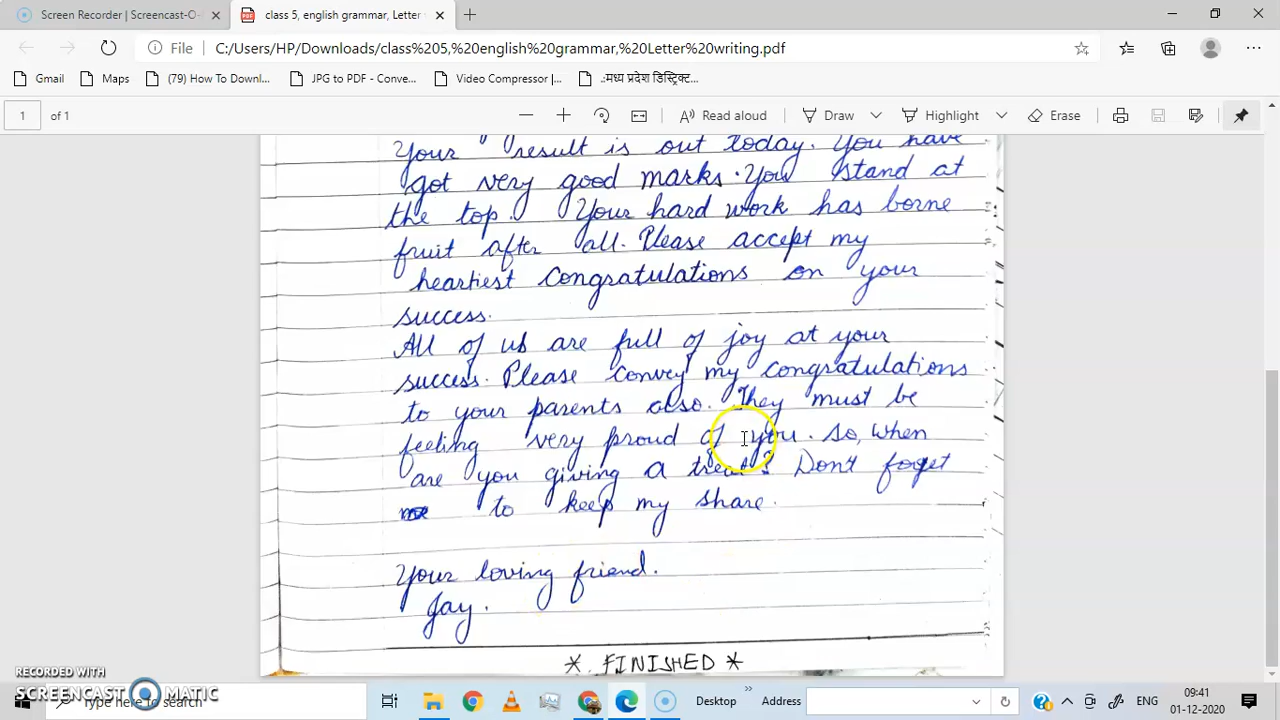 Screen Recorder | Screencast-O-
class 5, english grammar, Letter
File
C:/Users/HP/Downloads/class%205,%20english%20grammar,%20Letter%20writing.pdf
Gmail
Maps
(79) How To Downl...
JPG to PDF - Conve...
Video Compressor |...
.:मध्य प्रदेश डिस्ट्रिक्ट...
1 of 1
Read aloud
Draw
Highlight
Erase
Your result is out today. You have
got very good marks. You stand at
the top. Your hard work has borne
fruit after all. Please accept my
heartiest congratulations on your
success.
All of us are full of joy at your
success. Please convey my congratulations
to your parents also. They must be
feeling very proud of you. So, when
are you giving a treat? Don't forget
to keep my share.
Your loving friend.
Jay.
* FINISHED *
RECORDED WITH
SCREENCAST MATIC
Type here to search
Desktop
Address
ENG
09:41
01-12-2020